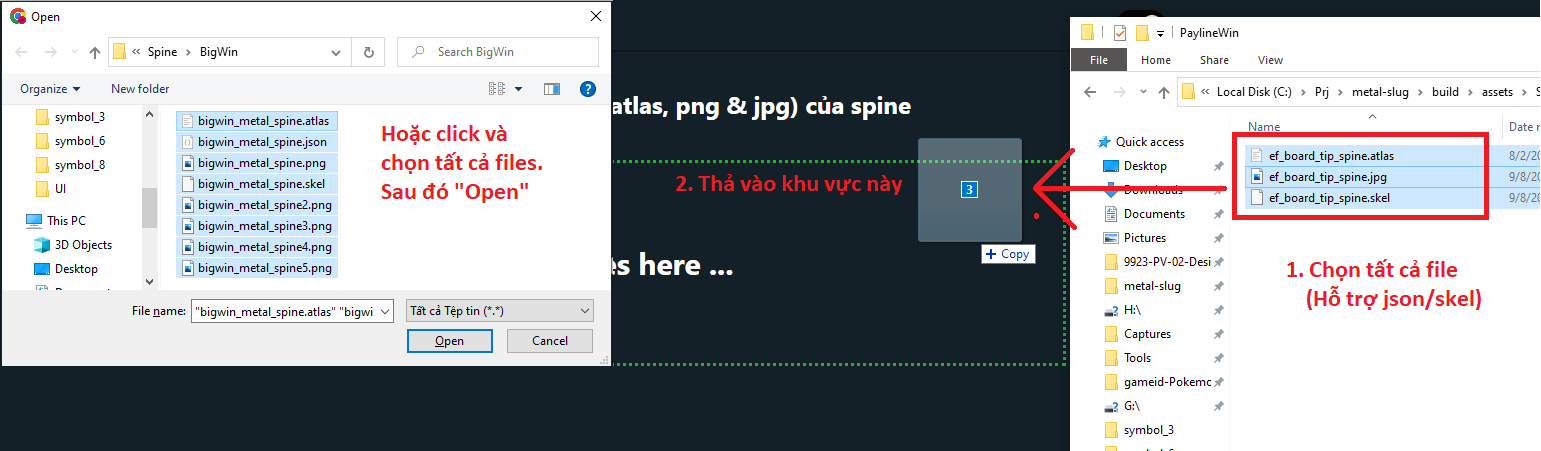 Open
Spine
BigWin
Search BigWin
Organize
New folder
symbol_3
symbol_6
symbol_8
UI
This PC
3D Objects
Desktop
bigwin_metal_spine.atlas
bigwin_metal_spine.json
bigwin_metal_spine.png
bigwin_metal_spine.skel
bigwin_metal_spine2.png
bigwin_metal_spine3.png
bigwin_metal_spine4.png
bigwin_metal_spine5.png
Hoặc click và
chọn tất cả files.
Sau đó "Open"
File name:
"bigwin_metal_spine.atlas" "bigwi
Tất cả Tệp tin (*.*)
Open
Cancel
atlas, png & jpg) của spine
2. Thả vào khu vực này
3
Copy
here ...
PaylineWin
File
Home
Share
View
Local Disk (C:)
Prj
metal-slug
build
assets
S
Name
Date
Quick access
Desktop
Downloads
Documents
Pictures
9923-PV-02-Desi
metal-slug
H:\
Captures
Tools
gameid-Pokemo
G:\
symbol_3
ef_board_tip_spine.atlas
8/2/20
ef_board_tip_spine.jpg
9/8/20
ef_board_tip_spine.skel
9/8/20
1. Chọn tất cả file
(Hỗ trợ json/skel)